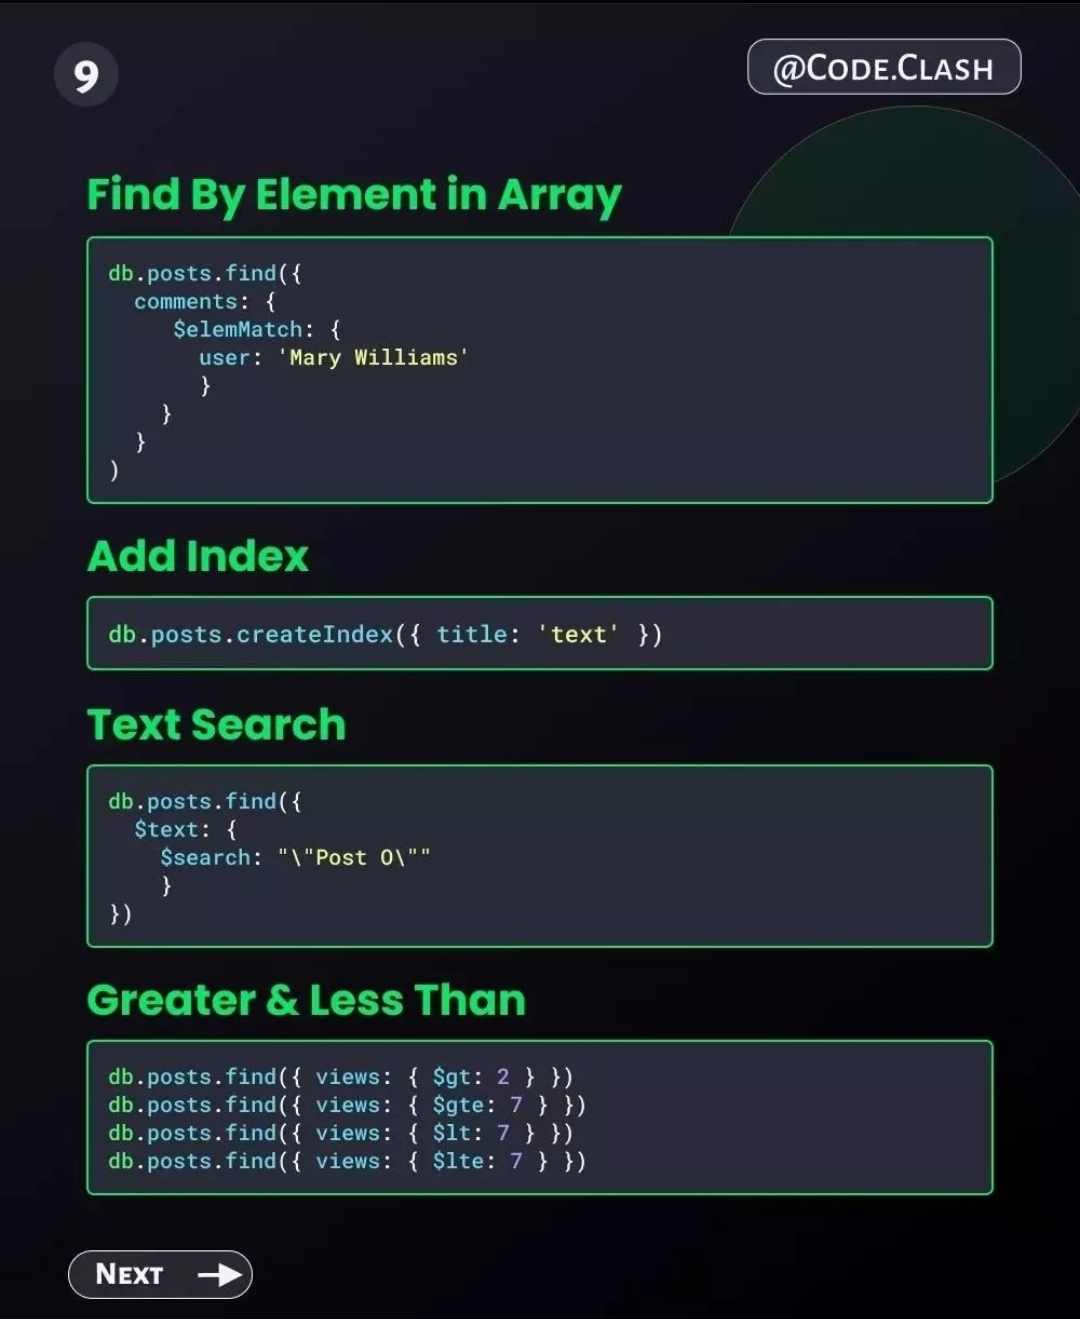 9
@CODE.CLASH
Find By Element in Array
db.posts.find({
  comments: {
     $elemMatch: {
       user: 'Mary Williams'
       }
    }
  }
)
Add Index
db.posts.createIndex({ title: 'text' })
Text Search
db.posts.find({
  $text: {
    $search: "\"Post O\""
    }
})
Greater & Less Than
db.posts.find({ views: { $gt: 2 } })
db.posts.find({ views: { $gte: 7 } })
db.posts.find({ views: { $lt: 7 } })
db.posts.find({ views: { $lte: 7 } })
NEXT